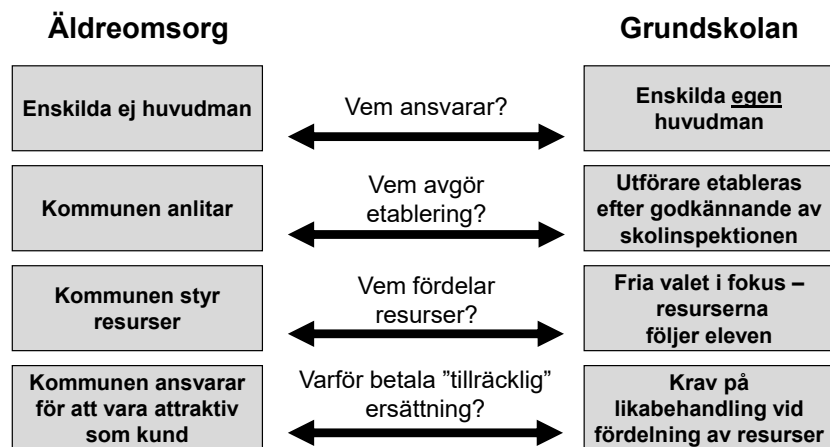 Äldreomsorg
Grundskolan
Enskilda ej huvudman
Vem ansvarar?
Enskilda egen
huvudman
Kommunen anlitar
Vem avgör
etablering?
Utförare etableras
efter godkännande av
skolinspektionen
Kommunen styr
resurser
Vem fördelar
resurser?
Fria valet i fokus –
resurserna
följer eleven
Kommunen ansvarar
för att vara attraktiv
som kund
Varför betala ”tillräcklig”
ersättning?
Krav på
likabehandling vid
fördelning av resurser